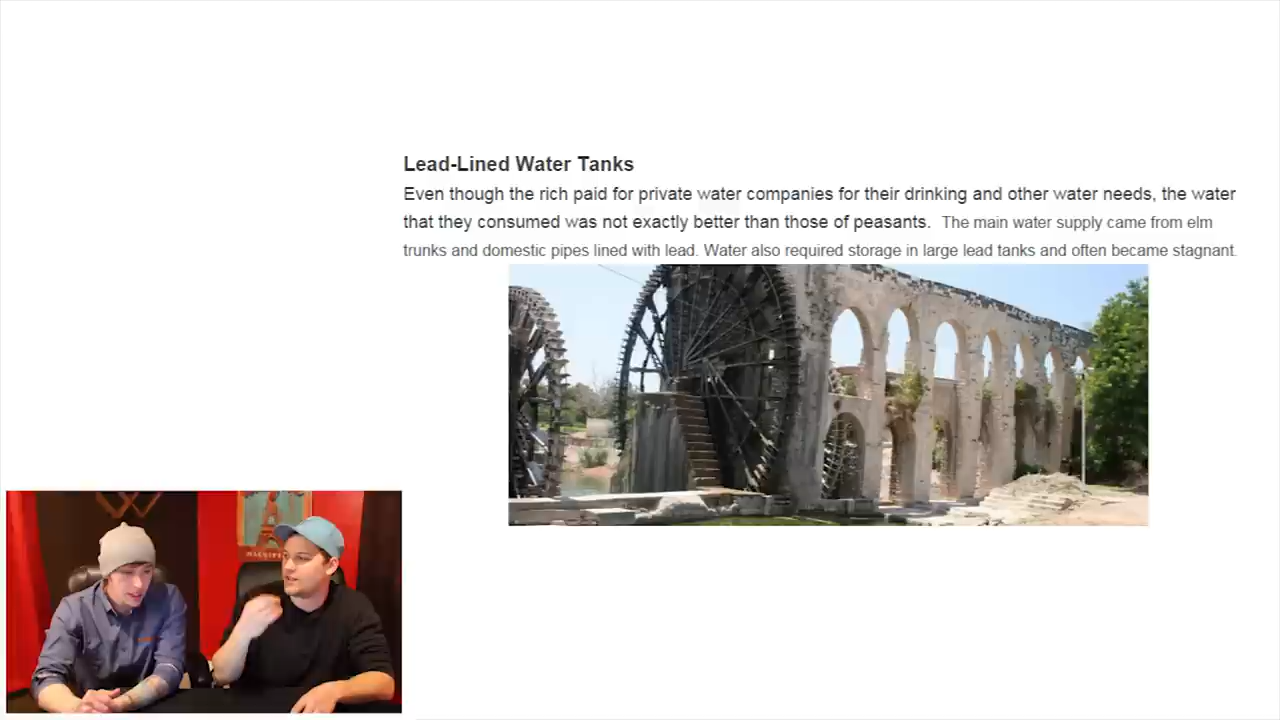 Lead-Lined Water Tanks
Even though the rich paid for private water companies for their drinking and other water needs, the water
that they consumed was not exactly better than those of peasants. The main water supply came from elm
trunks and domestic pipes lined with lead. Water also required storage in large lead tanks and often became stagnant.